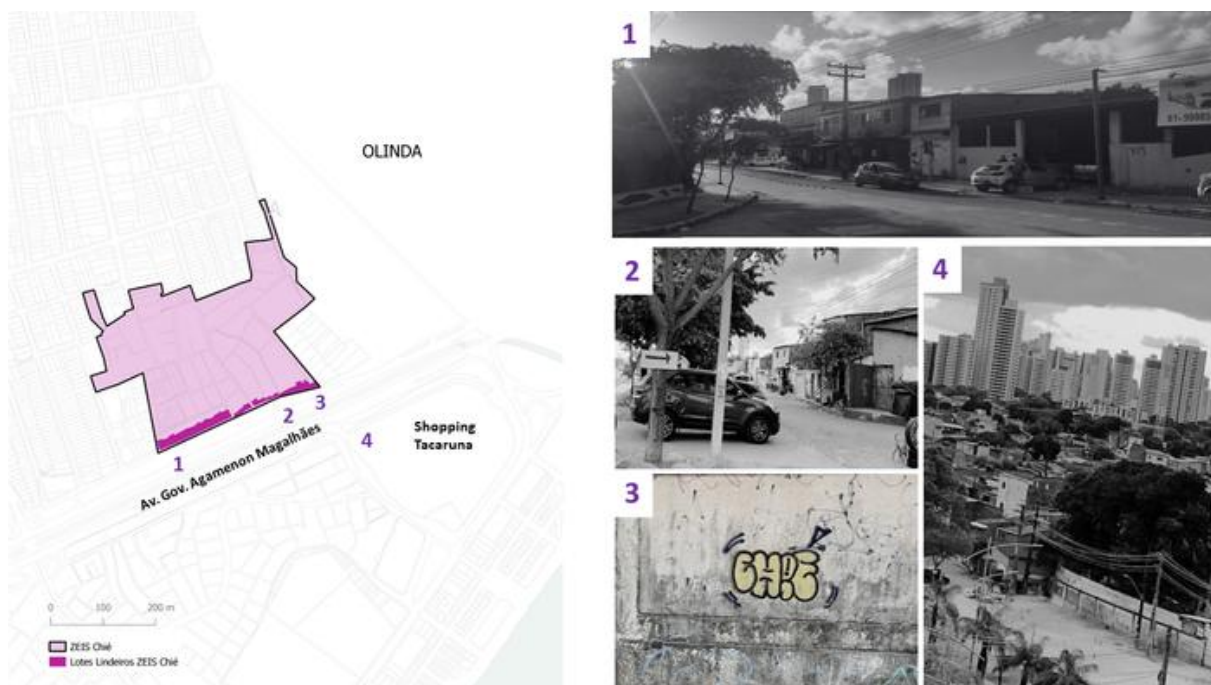 OLINDA
Shopping
Tacaruna
Av. Gov. Agamenon Magalhães
1
2
3
4
0 100 200 m
ZEIS Chié
Lotes Lindeiros ZEIS Chié
1
2
4
3
CH!É